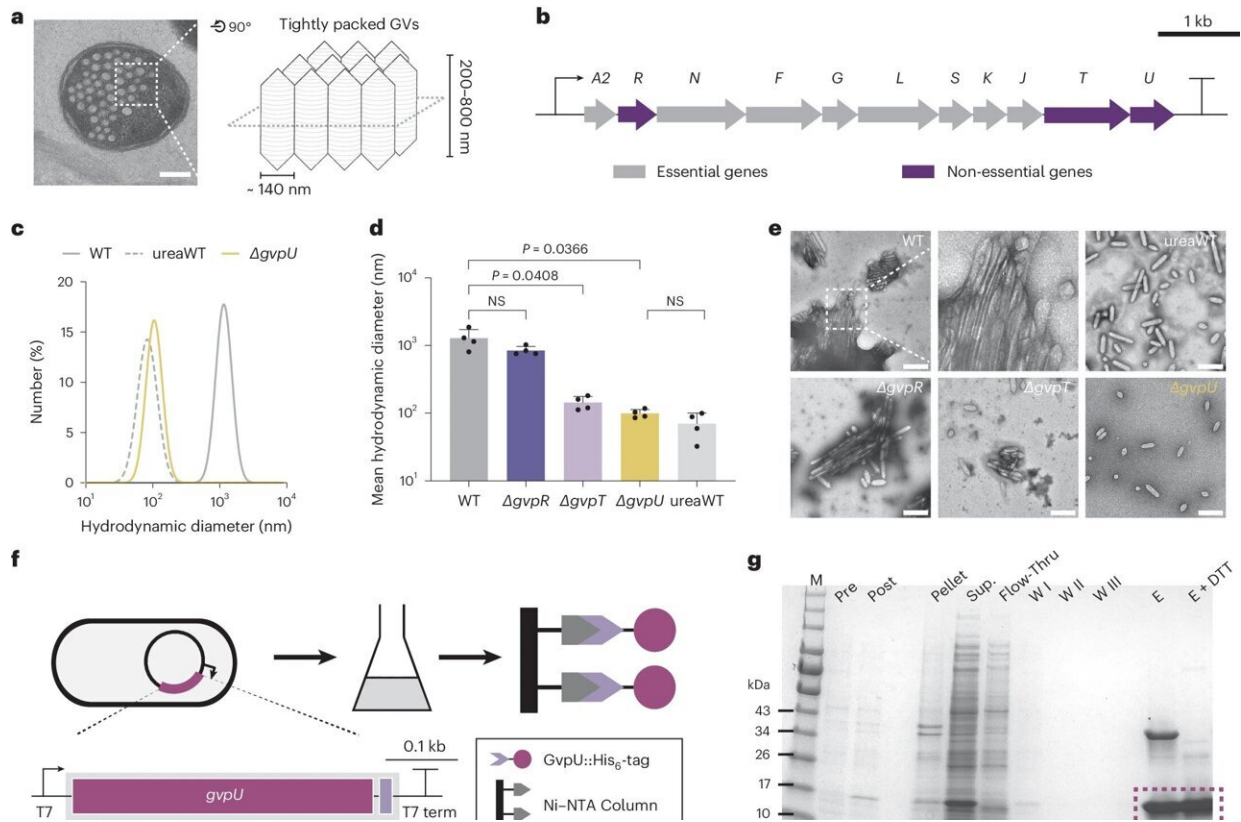 a
90°
Tightly packed GVs
200–800 nm
~ 140 nm
b
1 kb
A2 R N F G L S K J T U
Essential genes
Non-essential genes
c
WT
ureaWT
ΔgvpU
20
15
10
5
0
Number (%)
10¹ 10² 10³ 10⁴
Hydrodynamic diameter (nm)
d
P = 0.0366
P = 0.0408
NS
NS
10⁴
10³
10²
10¹
Mean hydrodynamic diameter (nm)
WT ΔgvpR ΔgvpT ΔgvpU ureaWT
e
WT
ureaWT
ΔgvpR
ΔgvpT
ΔgvpU
f
0.1 kb
T7
gvpU
T7 term
GvpU::His₆-tag
Ni–NTA Column
g
M Pre Post Pellet Sup. Flow-Thru W I W II W III E E + DTT
kDa
43
34
26
17
10